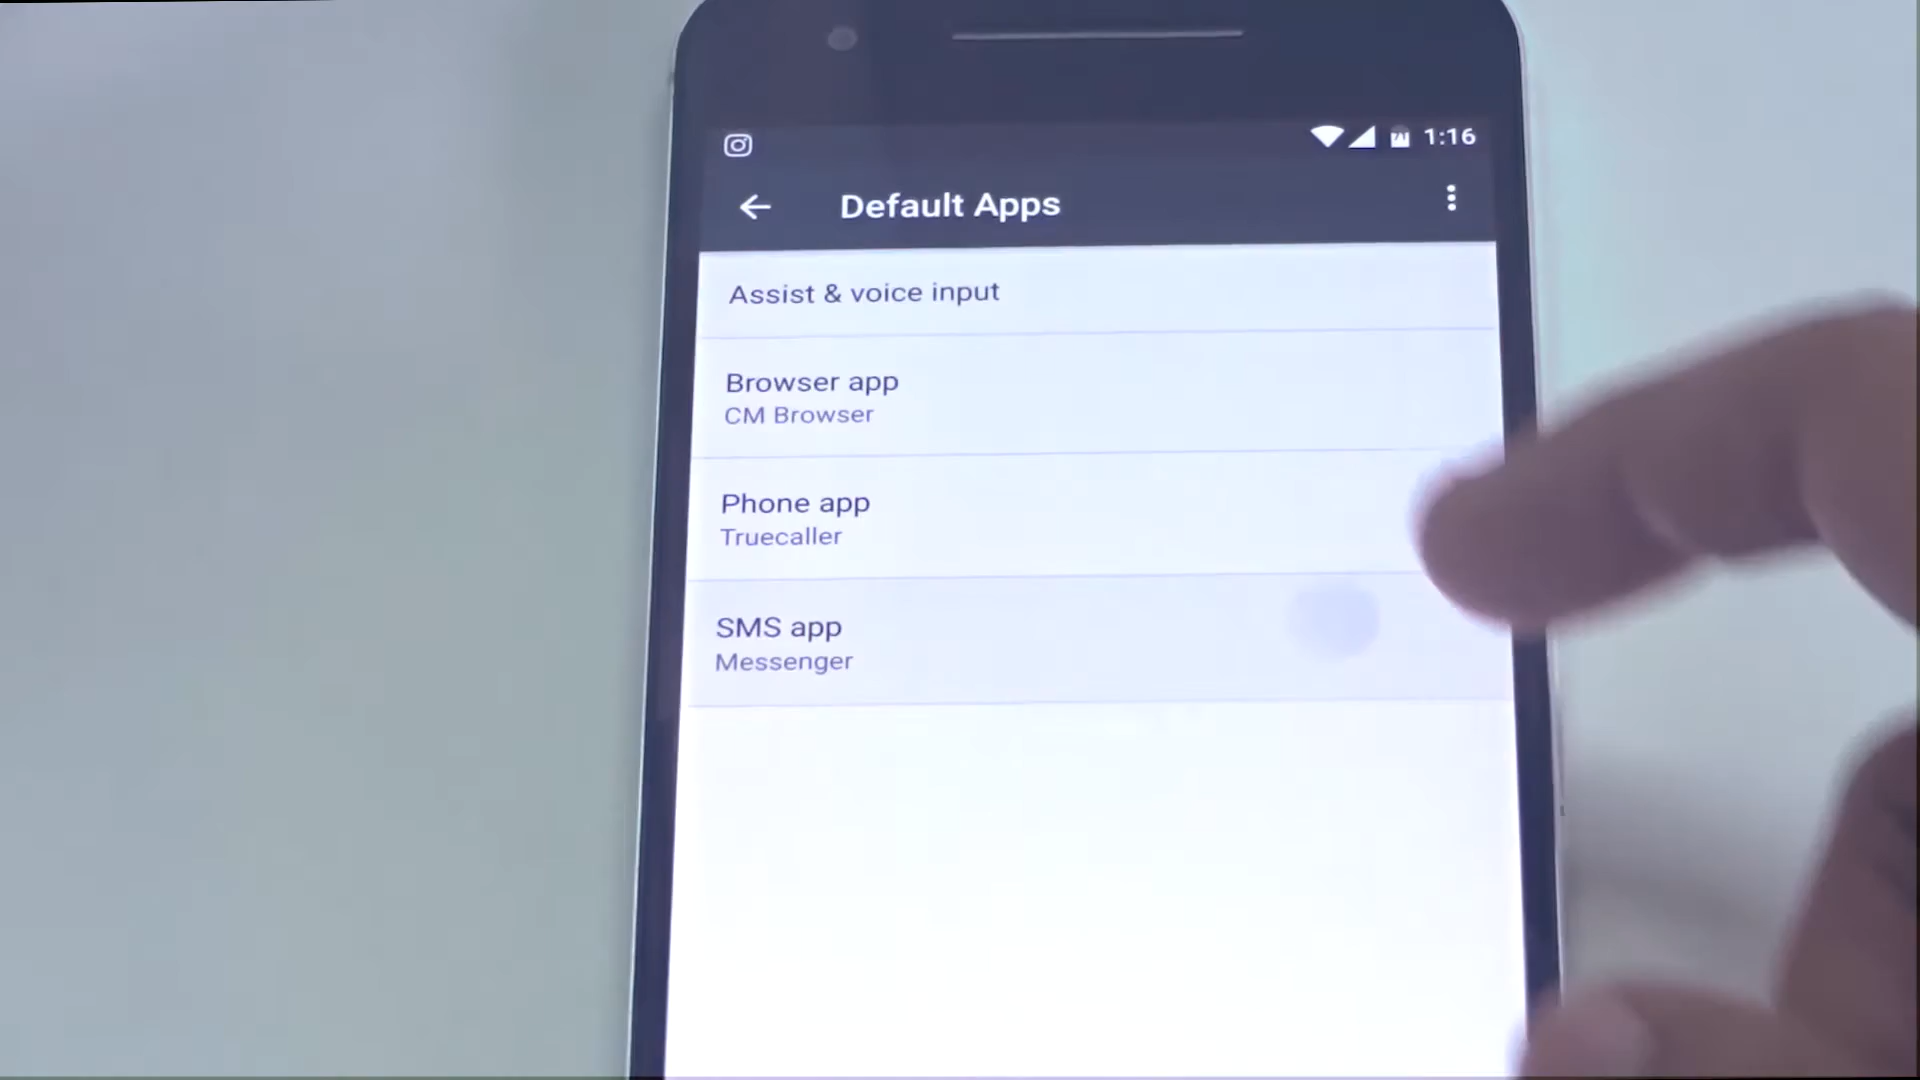 1:16
Default Apps
Assist & voice input
Browser app
CM Browser
Phone app
Truecaller
SMS app
Messenger